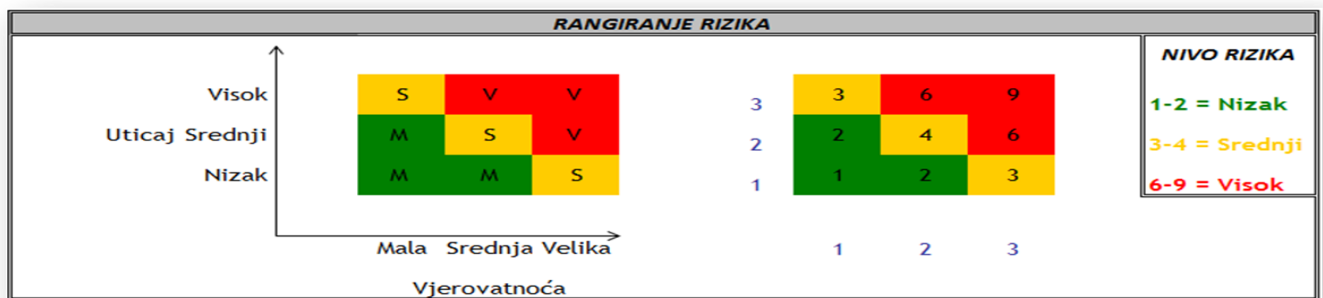 RANGIRANJE RIZIKA
NIVO RIZIKA
Visok S V V 3 3 6 9
1-2 = Nizak
Uticaj Srednji M S V 2 2 4 6
3-4 = Srednji
Nizak M M S 1 1 2 3
6-9 = Visok
Mala Srednja Velika 1 2 3
Vjerovatnoća